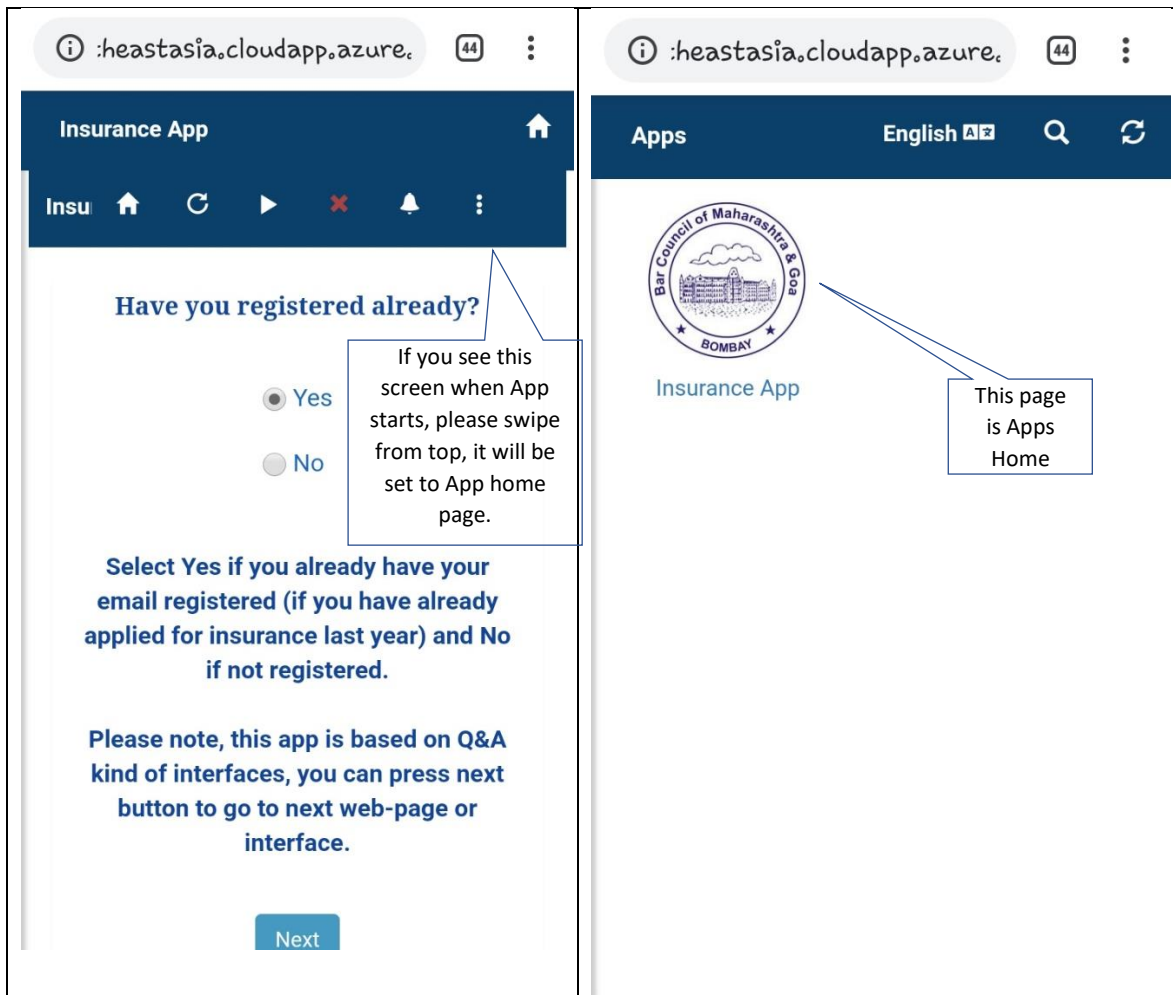 :heastasia.cloudapp.azure.
44
Insurance App
Insu
Have you registered already?
Yes
No
If you see this
screen when App
starts, please swipe
from top, it will be
set to App home
page.
Select Yes if you already have your
email registered (if you have already
applied for insurance last year) and No
if not registered.
Please note, this app is based on Q&A
kind of interfaces, you can press next
button to go to next web-page or
interface.
Next
:heastasia.cloudapp.azure.
44
Apps
English
Bar Council of Maharashtra & Goa
BOMBAY
Insurance App
This page
is Apps
Home